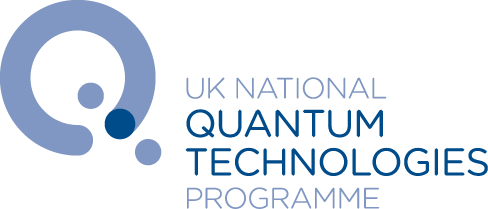 UK NATIONAL
QUANTUM
TECHNOLOGIES
PROGRAMME